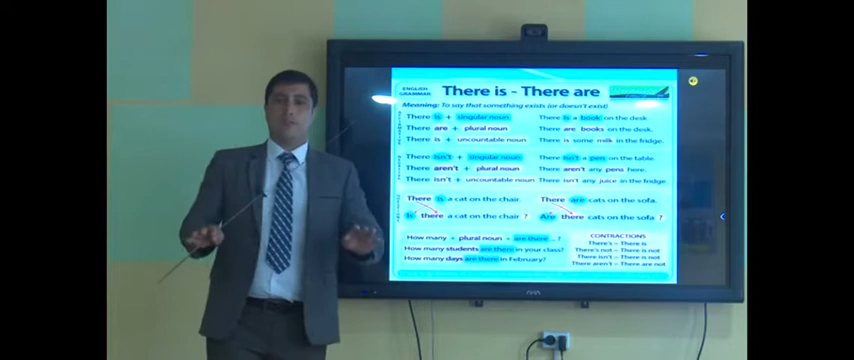 ENGLISH
GRAMMAR
There is - There are
Meaning: To say that something exists (or doesn't exist)
There is + singular noun There is a book on the desk
There are + plural noun There are books on the desk.
There is + uncountable noun There is some milk in the fridge.
There isn't + singular noun There isn't a pen on the table.
There aren't + plural noun There aren't any pens here.
There isn't + uncountable noun There isn't any juice in the fridge
There is a cat on the chair. There are cats on the sofa.
Is there a cat on the chair ? Are there cats on the sofa ?
How many + plural noun + are there ... ?
How many students are there in your class?
How many days are there in February?
CONTRACTIONS
There's = There is
There's not = There is not
There isn't = There is not
There aren't = There are not